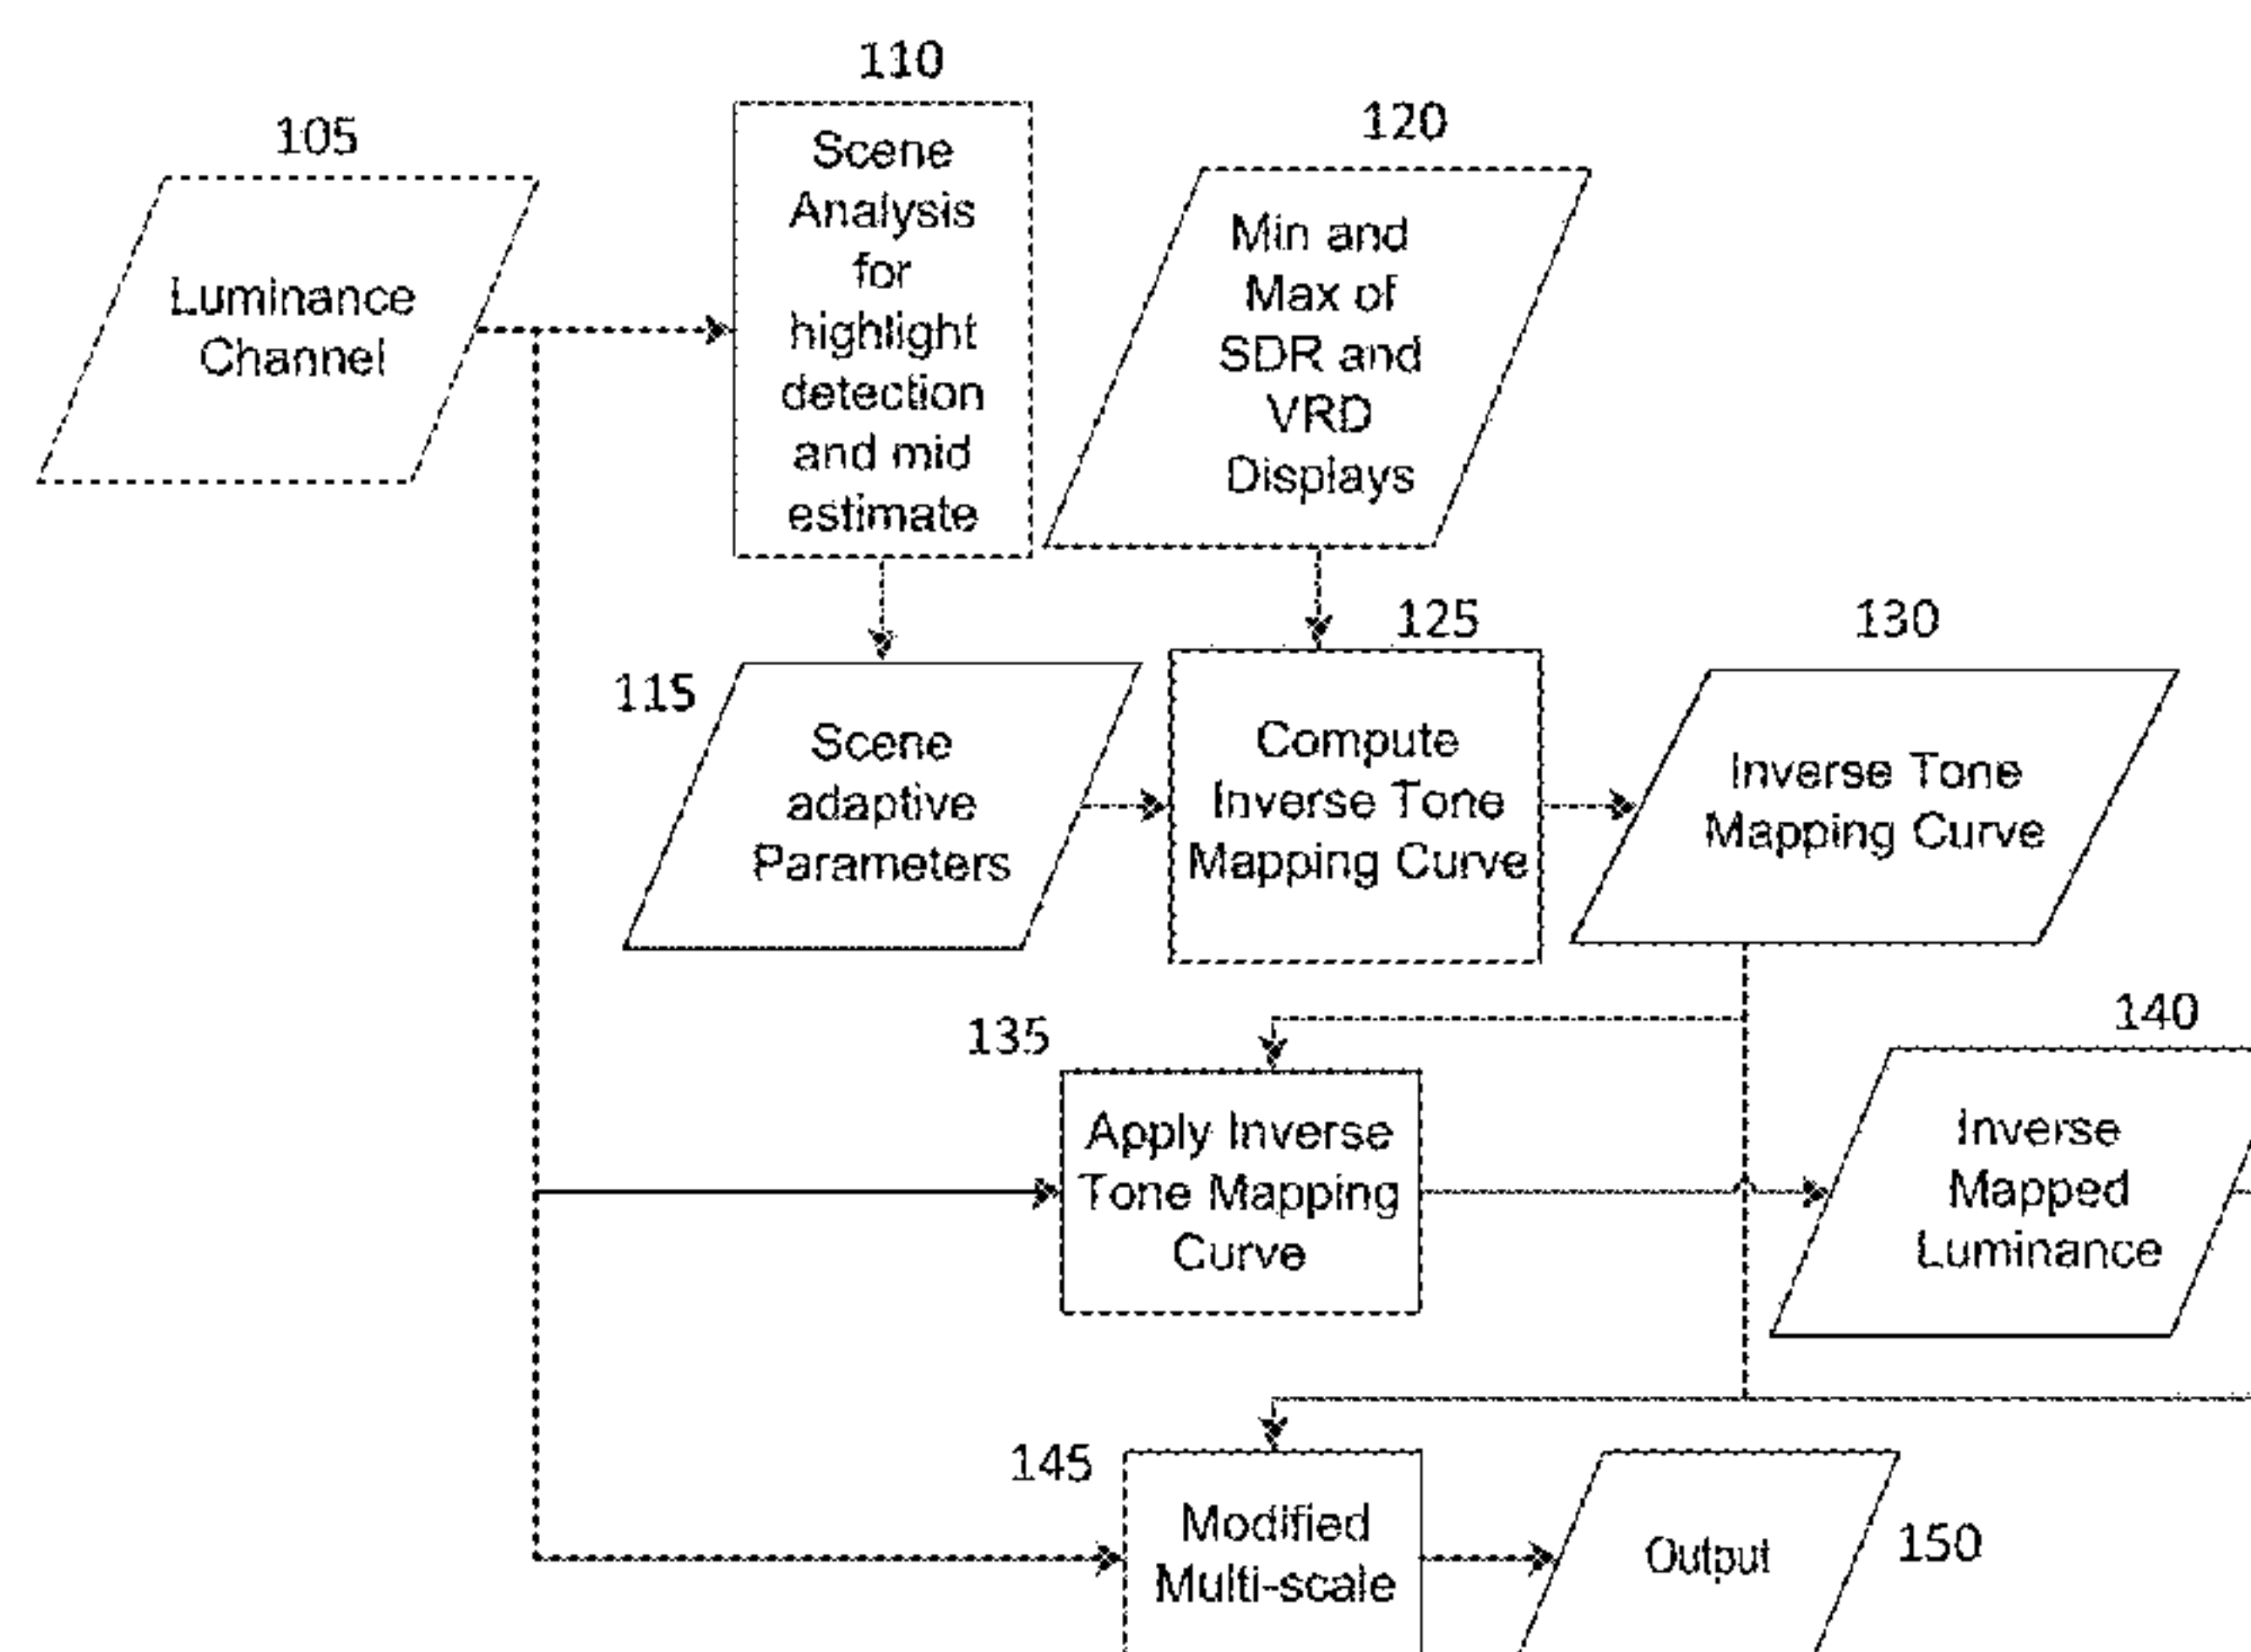 110
Scene
Analysis
for
highlight
detection
and mid
estimate
120
Min and
Max of
SDR and
VRD
Displays
105
Luminance
Channel
115
Scene
adaptive
Parameters
125
Compute
Inverse Tone
Mapping Curve
130
Inverse Tone
Mapping Curve
135
Apply Inverse
Tone Mapping
Curve
140
Inverse
Mapped
Luminance
145
Modified
Multi-scale
Output
150